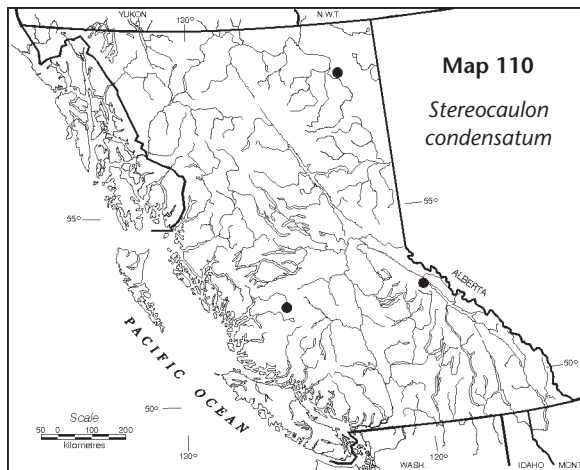 YUKON
130°
N.W.T.
Map 110
Stereocaulon
condensatum
55°
55°
ALBERTA
PACIFIC OCEAN
50°
Scale
50 0 100 200
kilometres
50°
130°
WASH.
120°
IDAHO
MONT